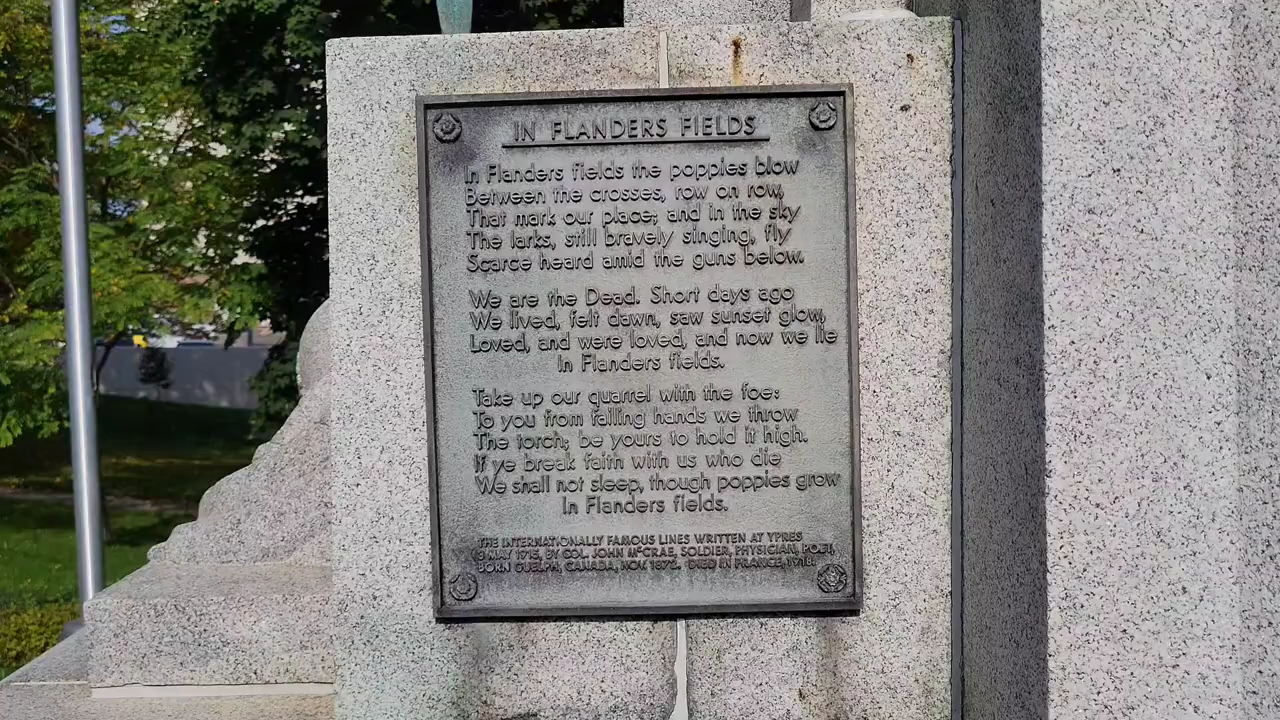 IN FLANDERS FIELDS
In Flanders fields the poppies blow
Between the crosses, row on row,
That mark our place; and in the sky
The larks, still bravely singing, fly
Scarce heard amid the guns below.
We are the Dead. Short days ago
We lived, felt dawn, saw sunset glow,
Loved, and were loved, and now we lie
In Flanders fields.
Take up our quarrel with the foe:
To you from failing hands we throw
The torch; be yours to hold it high.
If ye break faith with us who die
We shall not sleep, though poppies grow
In Flanders fields.
THE INTERNATIONALLY FAMOUS LINES WRITTEN AT YPRES
3 MAY 1915, BY COL. JOHN McCRAE, SOLDIER, PHYSICIAN, POET,
BORN GUELPH, CANADA, NOV. 1872. DIED IN FRANCE, 1918.